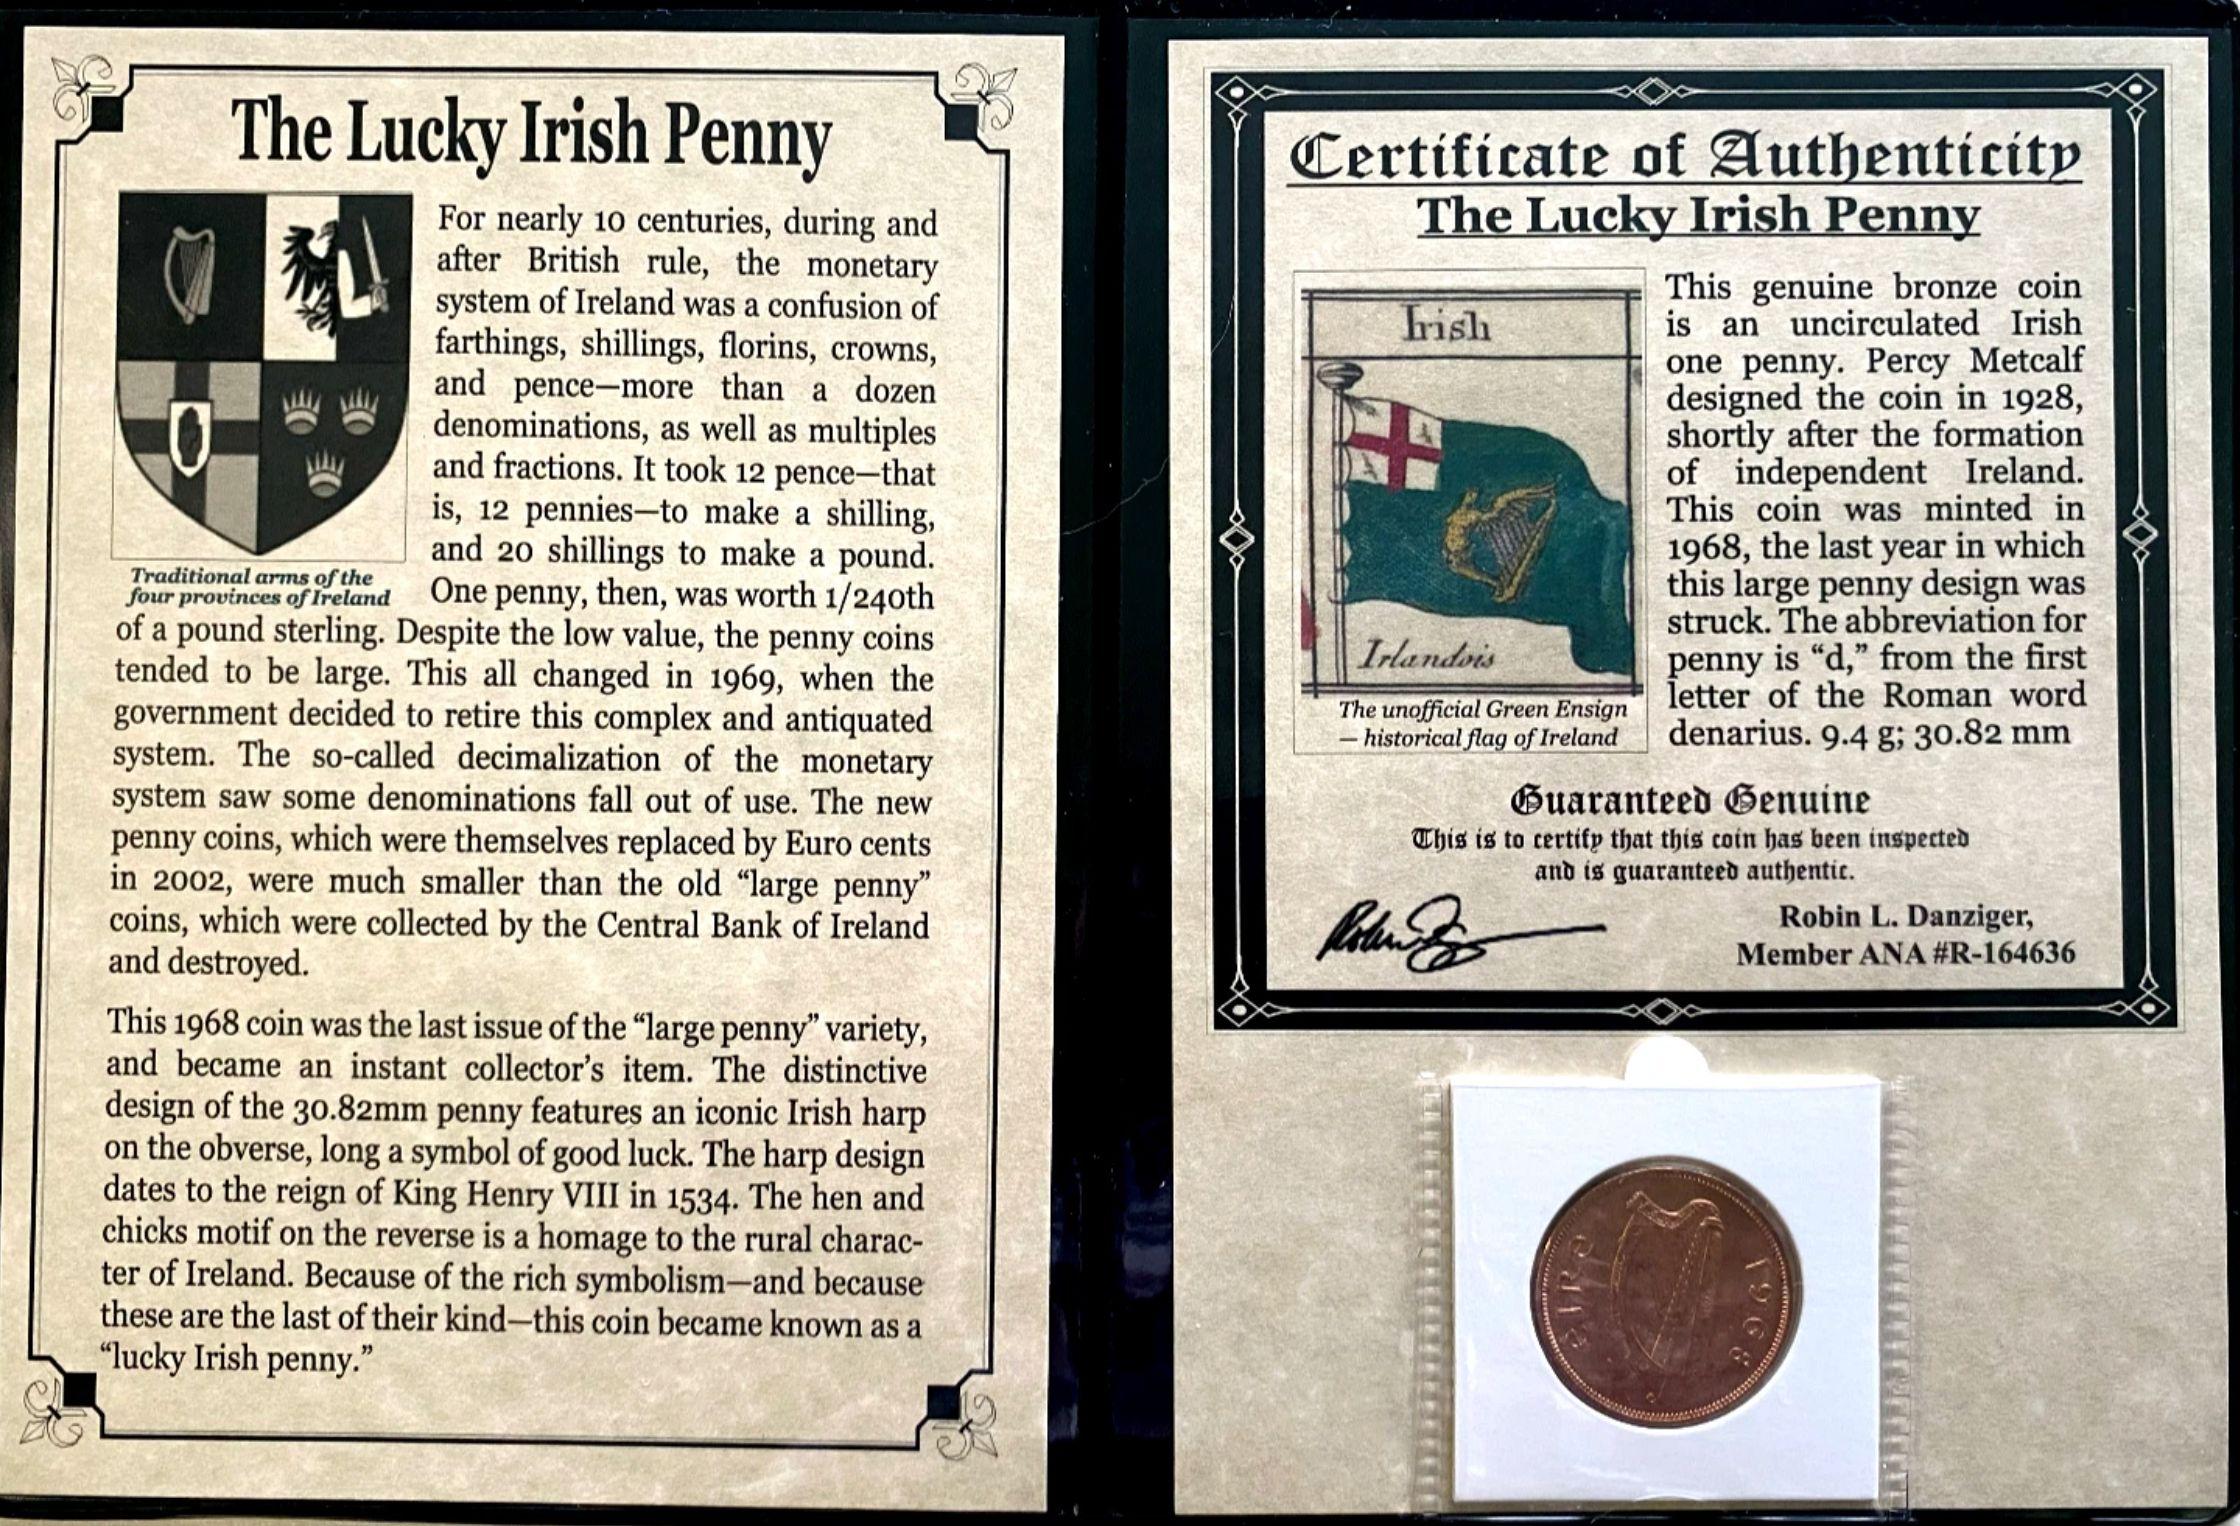 The Lucky Irish Penny
For nearly 10 centuries, during and
after British rule, the monetary
system of Ireland was a confusion of
farthings, shillings, florins, crowns,
and pence—more than a dozen
denominations, as well as multiples
and fractions. It took 12 pence—that
is, 12 pennies—to make a shilling,
and 20 shillings to make a pound.
Traditional arms of the
four provinces of Ireland
One penny, then, was worth 1/240th
of a pound sterling. Despite the low value, the penny coins
tended to be large. This all changed in 1969, when the
government decided to retire this complex and antiquated
system. The so-called decimalization of the monetary
system saw some denominations fall out of use. The new
penny coins, which were themselves replaced by Euro cents
in 2002, were much smaller than the old “large penny”
coins, which were collected by the Central Bank of Ireland
and destroyed.
This 1968 coin was the last issue of the “large penny” variety,
and became an instant collector’s item. The distinctive
design of the 30.82mm penny features an iconic Irish harp
on the obverse, long a symbol of good luck. The harp design
dates to the reign of King Henry VIII in 1534. The hen and
chicks motif on the reverse is a homage to the rural charac-
ter of Ireland. Because of the rich symbolism—and because
these are the last of their kind—this coin became known as a
“lucky Irish penny.”
Certificate of Authenticity
The Lucky Irish Penny
Irish
Irlandois
The unofficial Green Ensign
— historical flag of Ireland
This genuine bronze coin
is an uncirculated Irish
one penny. Percy Metcalf
designed the coin in 1928,
shortly after the formation
of independent Ireland.
This coin was minted in
1968, the last year in which
this large penny design was
struck. The abbreviation for
penny is “d,” from the first
letter of the Roman word
denarius. 9.4 g; 30.82 mm
Guaranteed Genuine
This is to certify that this coin has been inspected
and is guaranteed authentic.
Robin L. Danziger,
Member ANA #R-164636
éire
1968